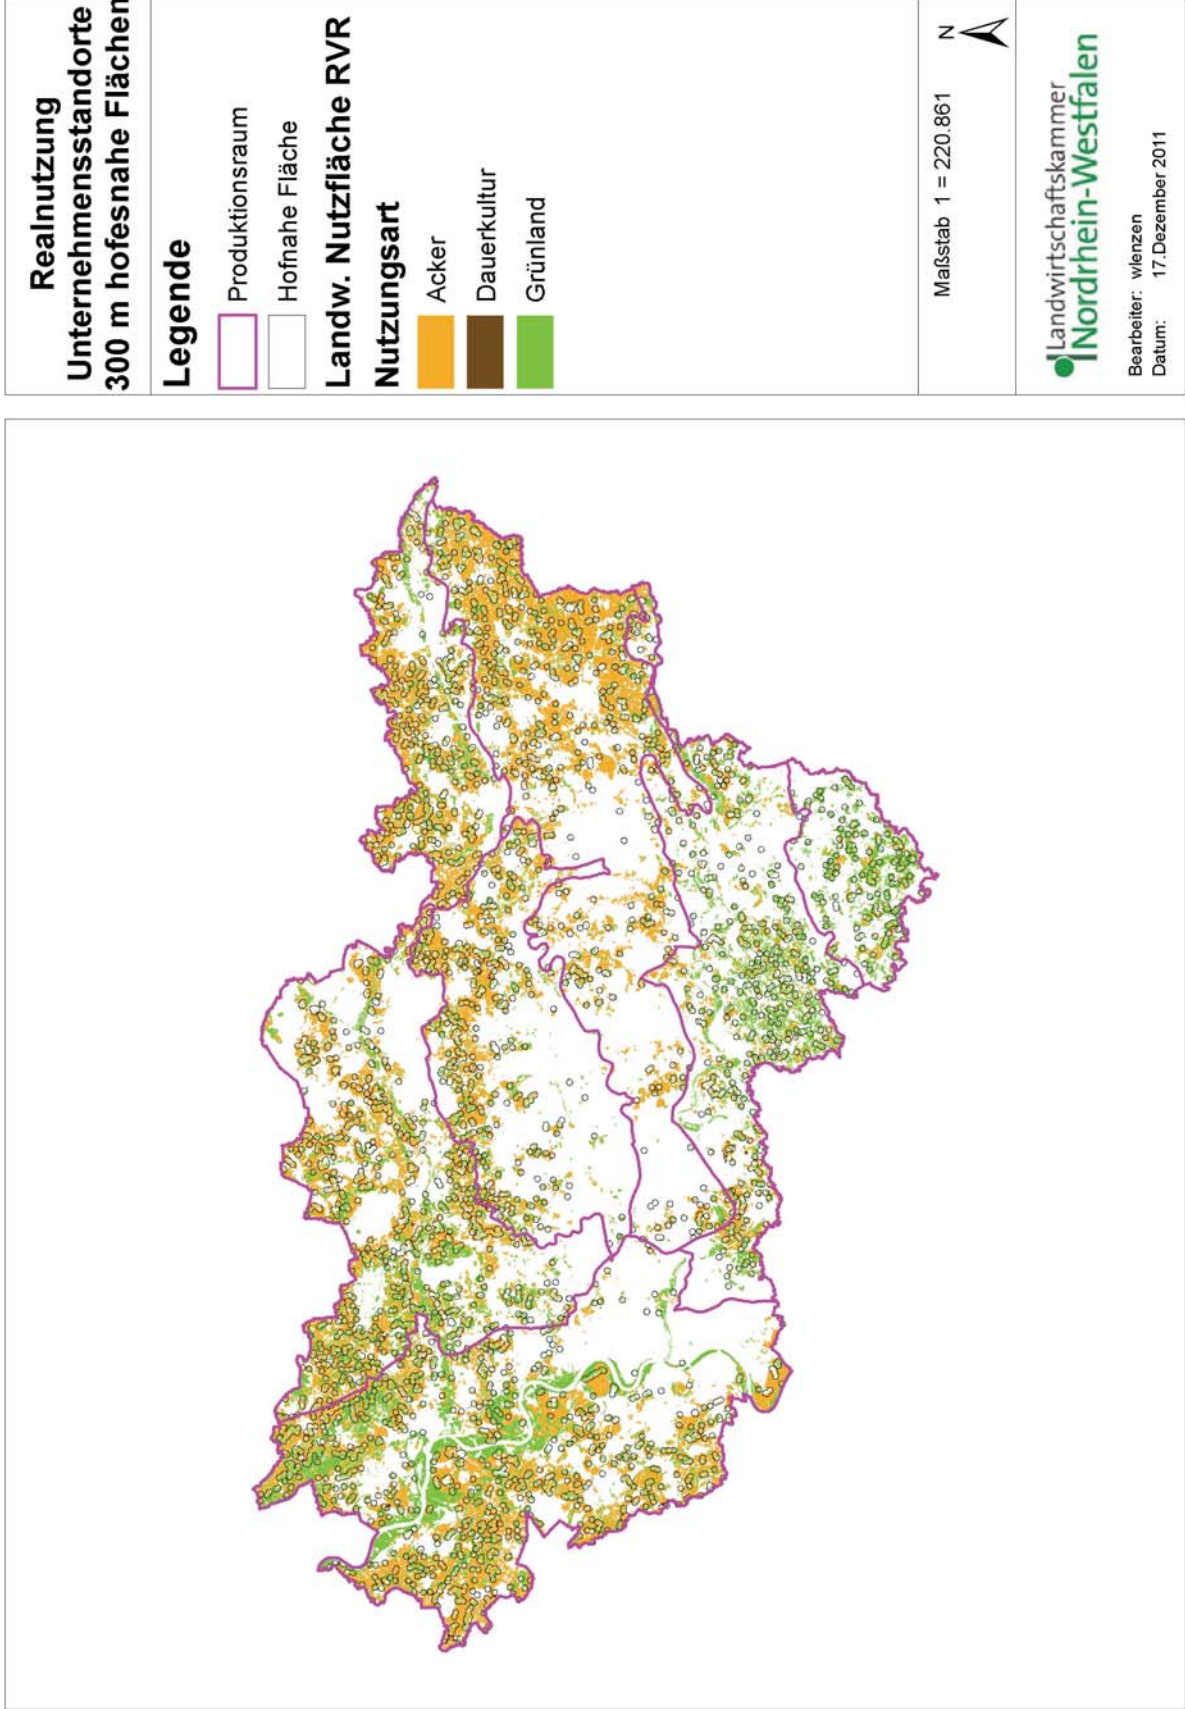 Realnutzung
Unternehmensstandorte
300 m hofesnahe Flächen
Legende
Produktionsraum
Hofnahe Fläche
Landw. Nutzfläche RVR
Nutzungsart
Acker
Dauerkultur
Grünland
Maßstab 1 = 220.861
N
Landwirtschaftskammer
Nordrhein-Westfalen
Bearbeiter: wlenzen
Datum: 17.Dezember 2011